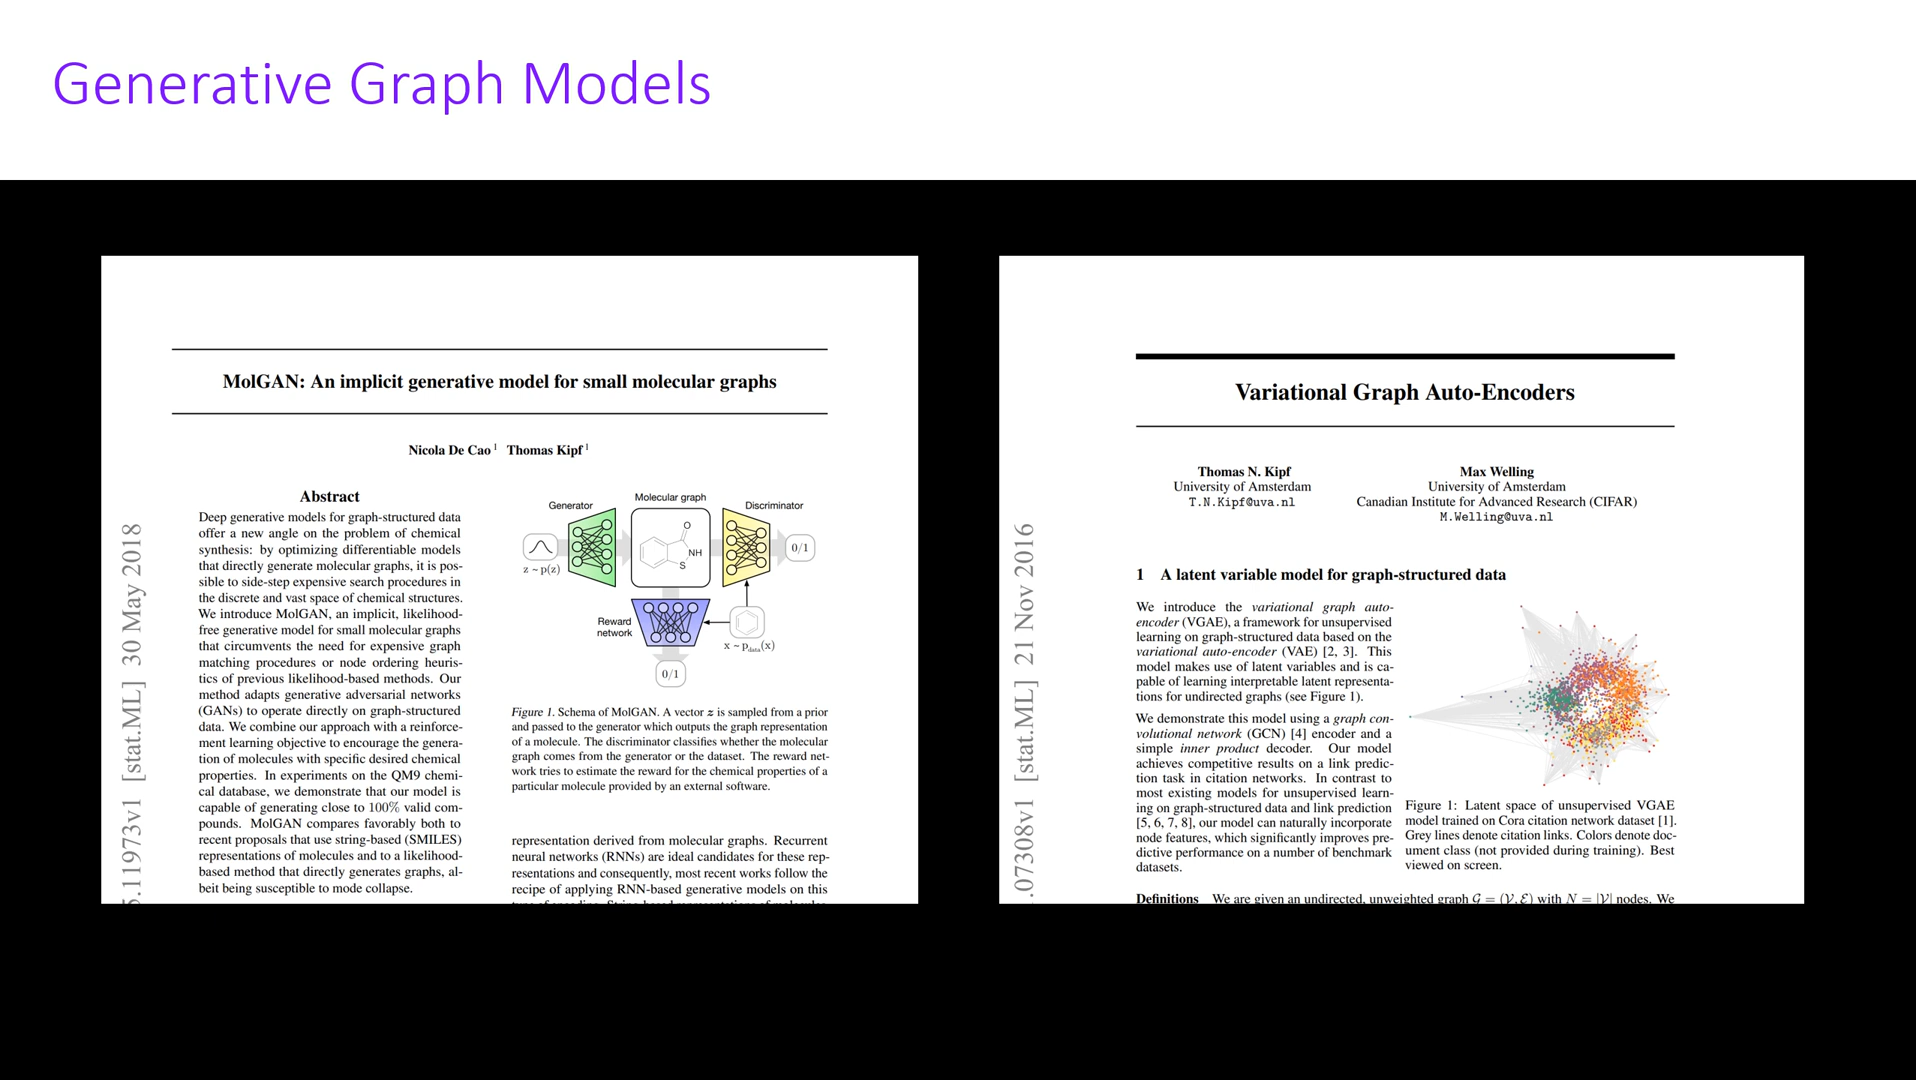 Generative Graph Models
MolGAN: An implicit generative model for small molecular graphs
Nicola De Cao 1 Thomas Kipf 1
Abstract
Deep generative models for graph-structured data
offer a new angle on the problem of chemical
synthesis: by optimizing differentiable models
that directly generate molecular graphs, it is pos-
sible to side-step expensive search procedures in
the discrete and vast space of chemical structures.
We introduce MolGAN, an implicit, likelihood-
free generative model for small molecular graphs
that circumvents the need for expensive graph
matching procedures or node ordering heuris-
tics of previous likelihood-based methods. Our
method adapts generative adversarial networks
(GANs) to operate directly on graph-structured
data. We combine our approach with a reinforce-
ment learning objective to encourage the genera-
tion of molecules with specific desired chemical
properties. In experiments on the QM9 chemi-
cal database, we demonstrate that our model is
capable of generating close to 100% valid com-
pounds. MolGAN compares favorably both to
recent proposals that use string-based (SMILES)
representations of molecules and to a likelihood-
based method that directly generates graphs, al-
beit being susceptible to mode collapse.
.11973v1 [stat.ML] 30 May 2018
Generator
Molecular graph
Discriminator
O
NH
S
0/1
z ~ p(z)
Reward
network
x ~ pdata(x)
0/1
Figure 1. Schema of MolGAN. A vector z is sampled from a prior
and passed to the generator which outputs the graph representation
of a molecule. The discriminator classifies whether the molecular
graph comes from the generator or the dataset. The reward net-
work tries to estimate the reward for the chemical properties of a
particular molecule provided by an external software.
representation derived from molecular graphs. Recurrent
neural networks (RNNs) are ideal candidates for these rep-
resentations and consequently, most recent works follow the
recipe of applying RNN-based generative models on this
Variational Graph Auto-Encoders
Thomas N. Kipf
University of Amsterdam
T.N.Kipf@uva.nl
Max Welling
University of Amsterdam
Canadian Institute for Advanced Research (CIFAR)
M.Welling@uva.nl
.07308v1 [stat.ML] 21 Nov 2016
1 A latent variable model for graph-structured data
We introduce the variational graph auto-
encoder (VGAE), a framework for unsupervised
learning on graph-structured data based on the
variational auto-encoder (VAE) [2, 3]. This
model makes use of latent variables and is ca-
pable of learning interpretable latent representa-
tions for undirected graphs (see Figure 1).
We demonstrate this model using a graph con-
volutional network (GCN) [4] encoder and a
simple inner product decoder. Our model
achieves competitive results on a link predic-
tion task in citation networks. In contrast to
most existing models for unsupervised learn-
ing on graph-structured data and link prediction
[5, 6, 7, 8], our model can naturally incorporate
node features, which significantly improves pre-
dictive performance on a number of benchmark
datasets.
Figure 1: Latent space of unsupervised VGAE
model trained on Cora citation network dataset [1].
Grey lines denote citation links. Colors denote doc-
ument class (not provided during training). Best
viewed on screen.
Definitions We are given an undirected, unweighted graph G = (V, E) with N = |V| nodes. We